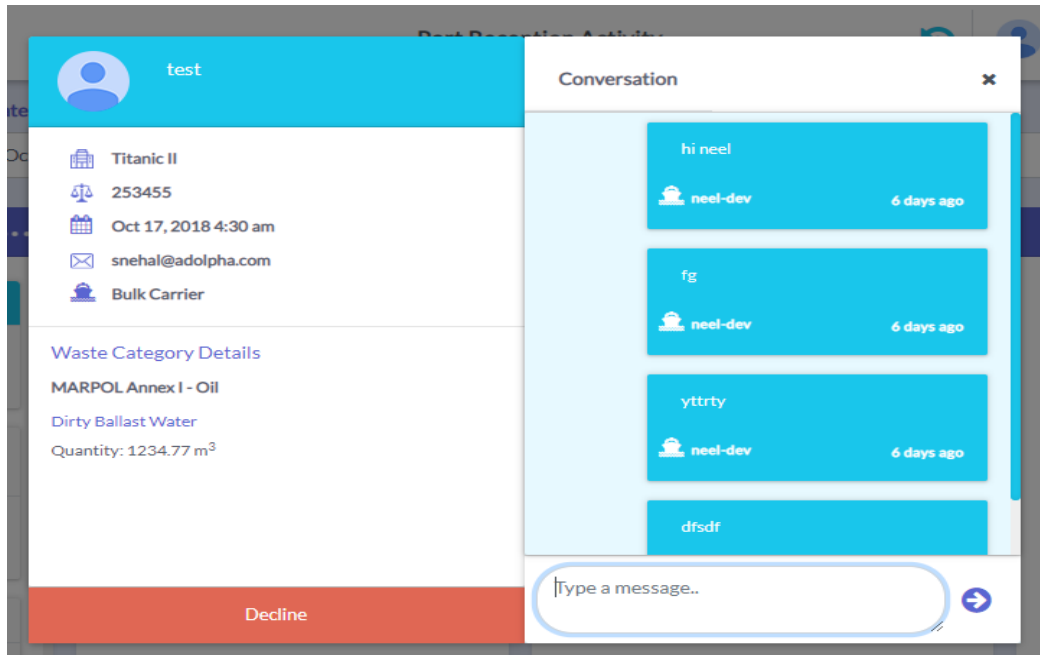 test
Titanic II
253455
Oct 17, 2018 4:30 am
snehal@adolpha.com
Bulk Carrier
Waste Category Details
MARPOL Annex I - Oil
Dirty Ballast Water
Quantity: 1234.77 m³
Decline
Conversation
hi neel
neel-dev 6 days ago
fg
neel-dev 6 days ago
yttrty
neel-dev 6 days ago
dfsdf
Type a message..